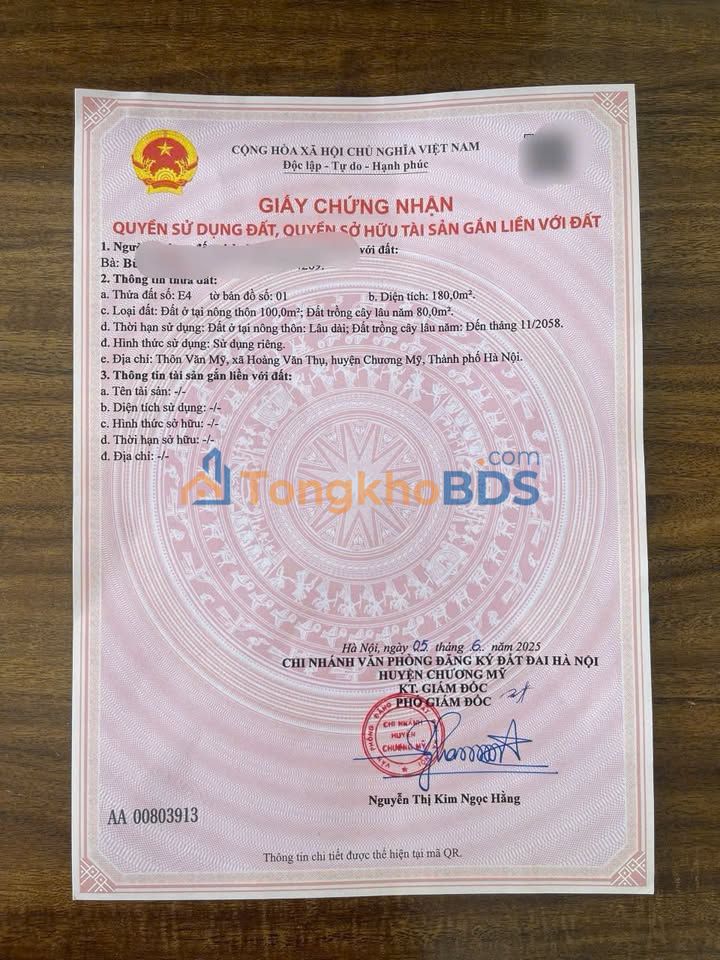 CỘNG HÒA XÃ HỘI CHỦ NGHĨA VIỆT NAM
Độc lập - Tự do - Hạnh phúc
GIẤY CHỨNG NHẬN
QUYỀN SỬ DỤNG ĐẤT, QUYỀN SỞ HỮU TÀI SẢN GẮN LIỀN VỚI ĐẤT
1. với đất:
Bà:
2. Thông tin thửa đất:
a. Thửa đất số: E4 tờ bản đồ số: 01 b. Diện tích: 180,0m².
c. Loại đất: Đất ở tại nông thôn 100,0m²; Đất trồng cây lâu năm 80,0m².
d. Thời hạn sử dụng: Đất ở tại nông thôn: Lâu dài; Đất trồng cây lâu năm: Đến tháng 11/2058.
đ. Hình thức sử dụng: Sử dụng riêng.
e. Địa chỉ: Thôn Văn Mỹ, xã Hoàng Văn Thụ, huyện Chương Mỹ, Thành phố Hà Nội.
3. Thông tin tài sản gắn liền với đất:
a. Tên tài sản: -/-
b. Diện tích sử dụng: -/-
c. Hình thức sở hữu: -/-
d. Thời hạn sở hữu: -/-
đ. Địa chỉ: -/-
TongkhoBDS.com
Hà Nội, ngày 05 tháng 6 năm 2025
CHI NHÁNH VĂN PHÒNG ĐĂNG KÝ ĐẤT ĐAI HÀ NỘI
HUYỆN CHƯƠNG MỸ
KT. GIÁM ĐỐC
PHÓ GIÁM ĐỐC
CHI NHÁNH
HUYỆN
CHƯƠNG MỸ
Nguyễn Thị Kim Ngọc Hằng
AA 00803913
Thông tin chi tiết được thể hiện tại mã QR.